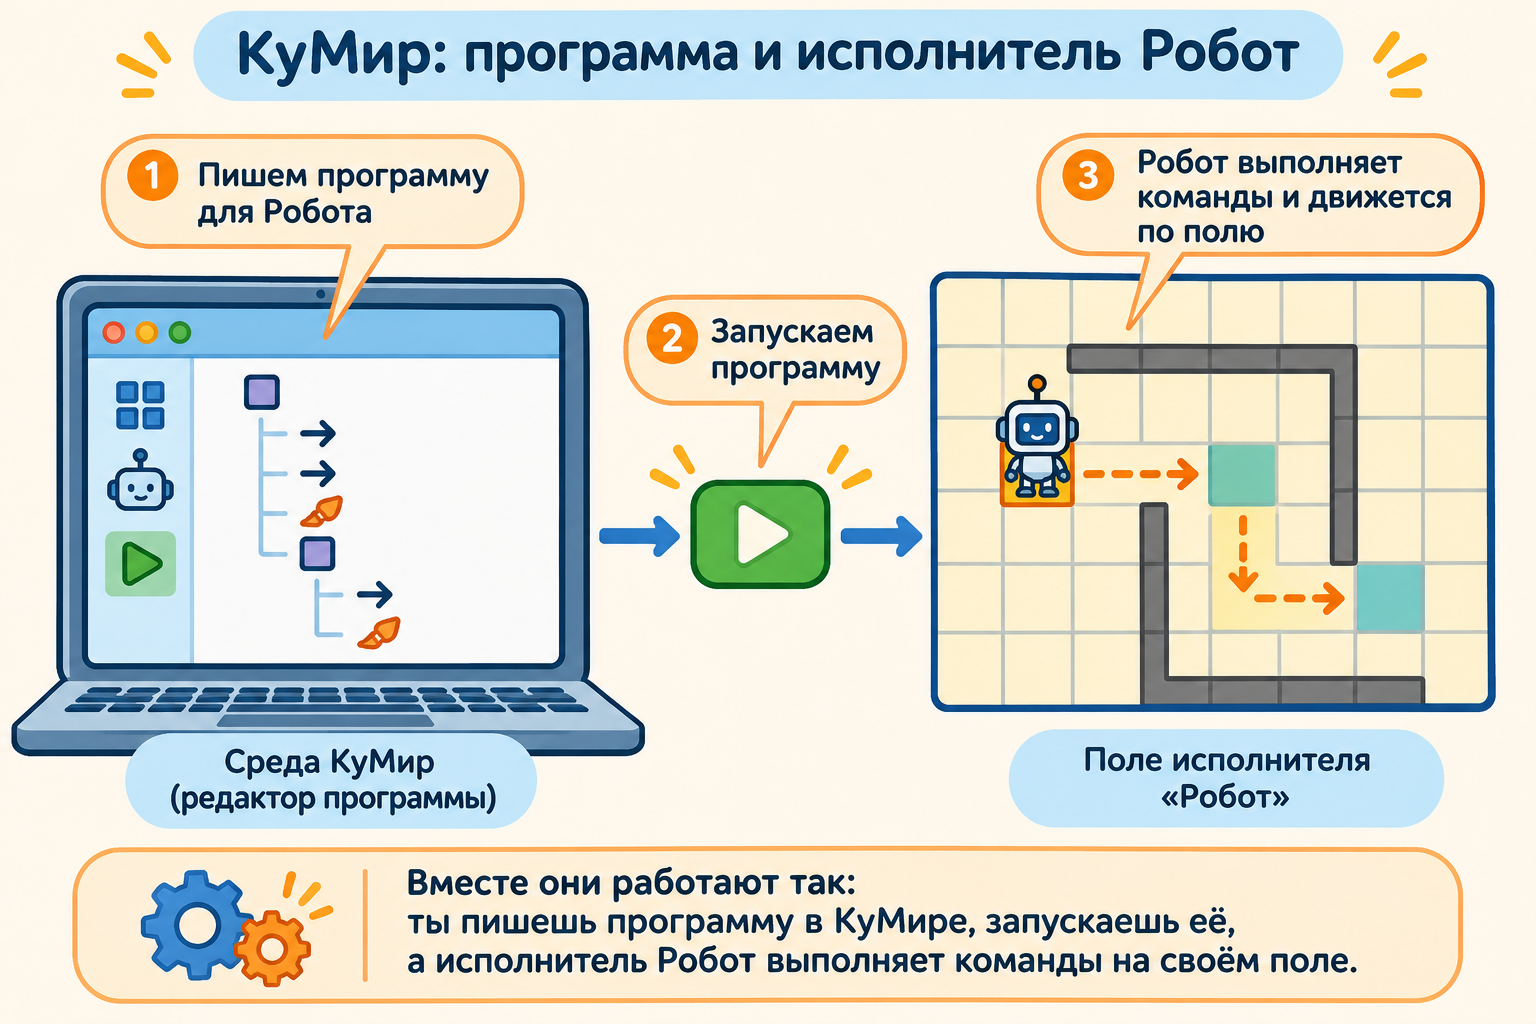 КуМир: программа и исполнитель Робот
1
Пишем программу
для Робота
2
Запускаем
программу
3
Робот выполняет
команды и движется
по полю
Среда КуМир
(редактор программы)
Поле исполнителя
«Робот»
Вместе они работают так:
ты пишешь программу в КуМире, запускаешь её,
а исполнитель Робот выполняет команды на своём поле.